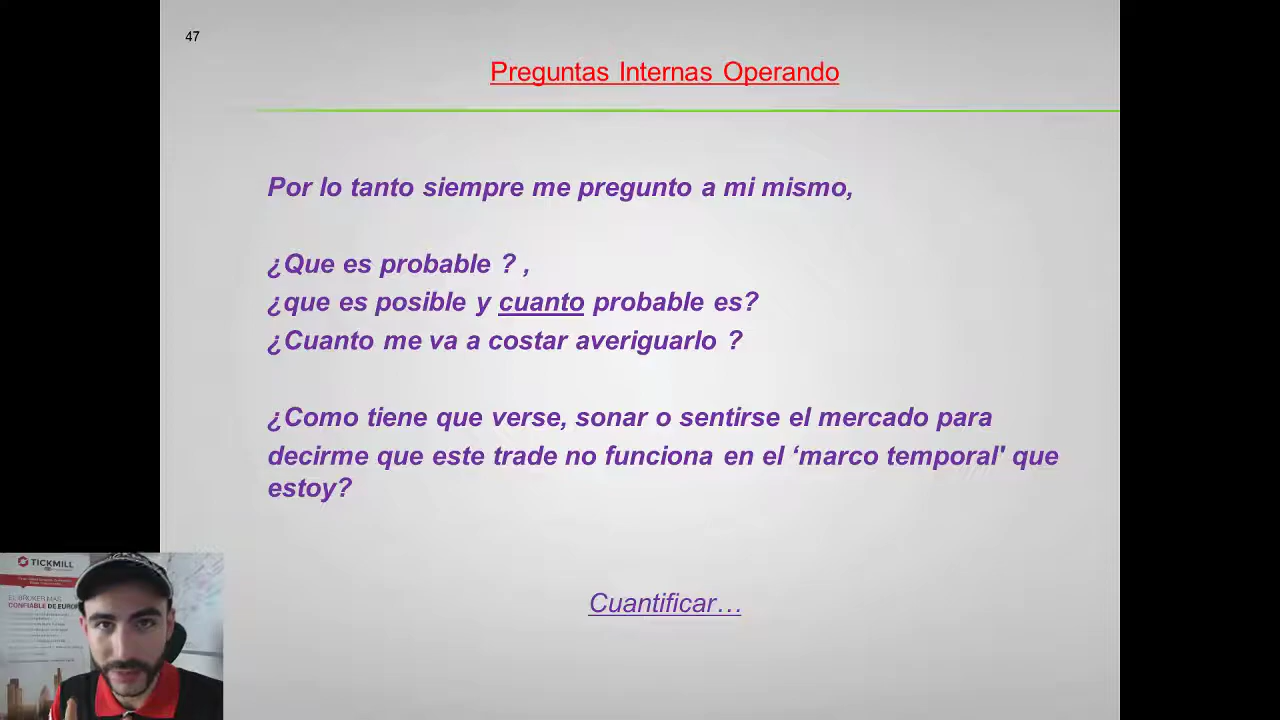 47
Preguntas Internas Operando
Por lo tanto siempre me pregunto a mi mismo,
¿Que es probable ? ,
¿que es posible y cuanto probable es?
¿Cuanto me va a costar averiguarlo ?
¿Como tiene que verse, sonar o sentirse el mercado para
decirme que este trade no funciona en el ‘marco temporal' que
estoy?
Cuantificar…
TICKMILL
EL BRÓKER MÁS
CONFIABLE DE EUROP